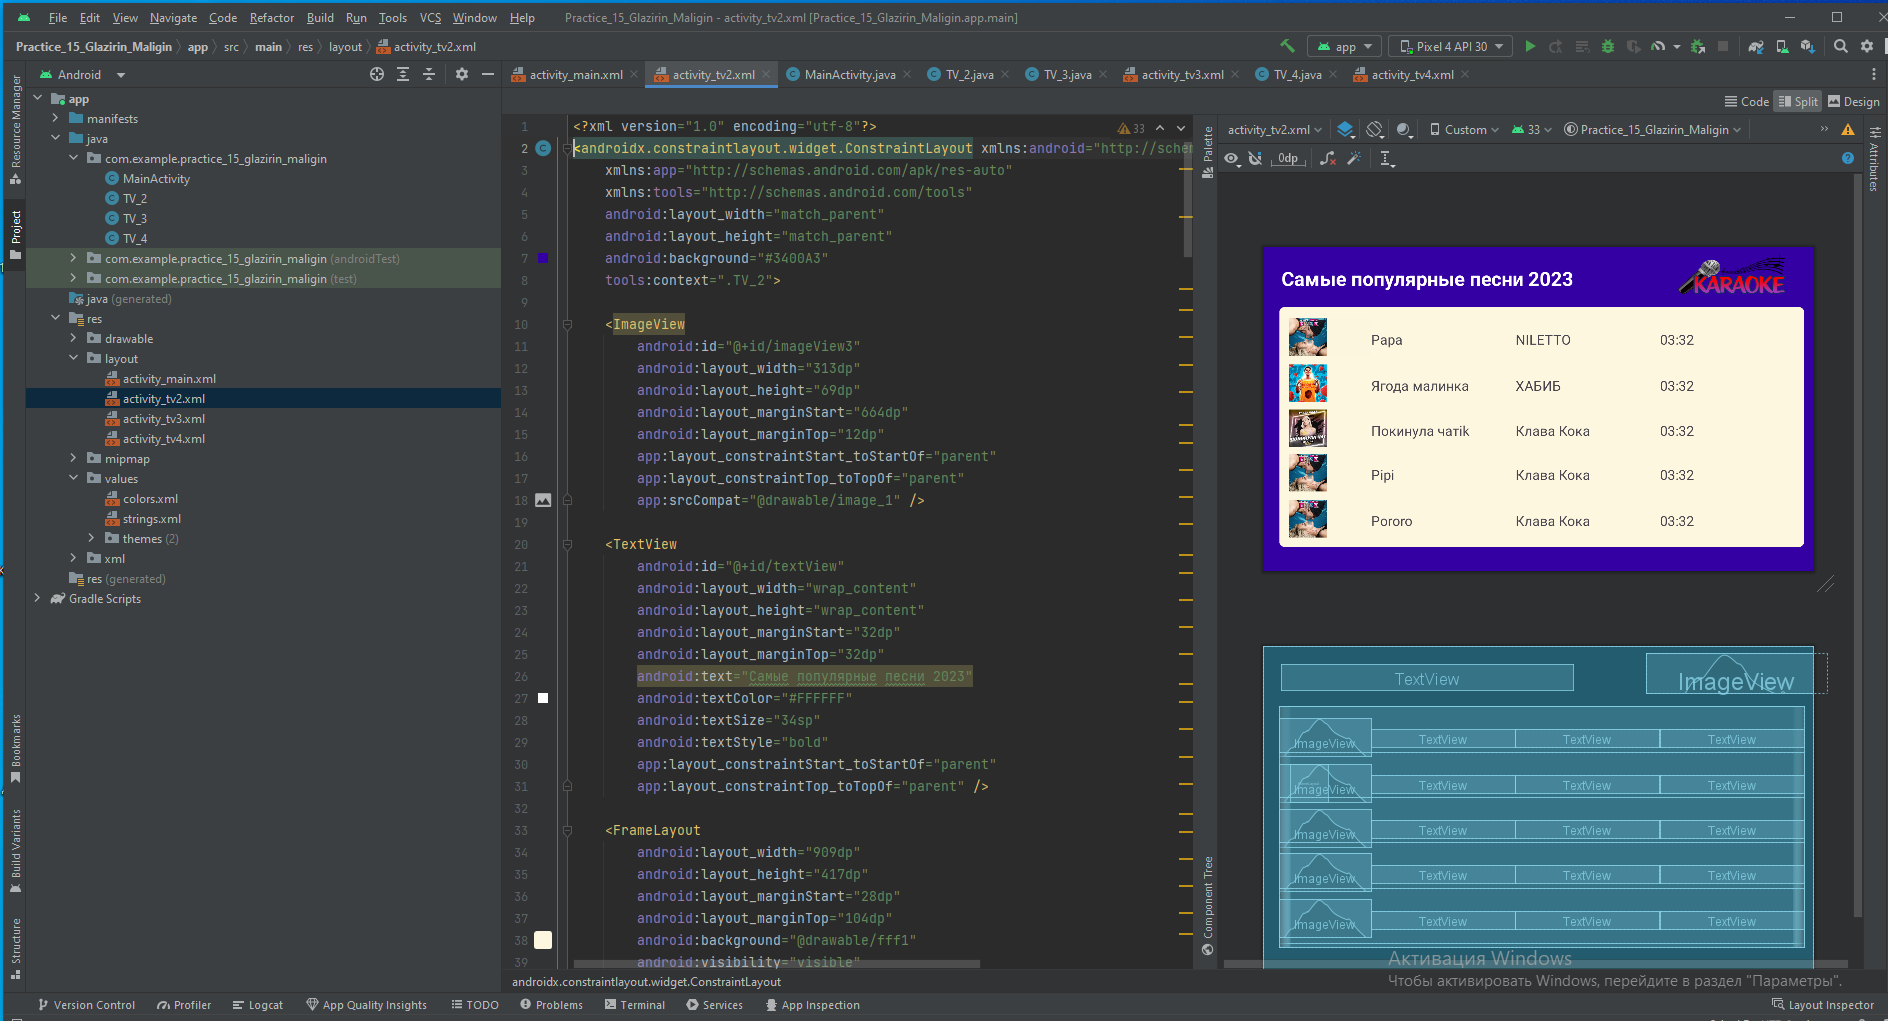 File Edit View Navigate Code Refactor Build Run Tools VCS Window Help Practice_15_Glazirin_Maligin - activity_tv2.xml [Practice_15_Glazirin_Maligin.app.main]
Practice_15_Glazirin_Maligin app src main res layout activity_tv2.xml
app Pixel 4 API 30
Android
activity_main.xml activity_tv2.xml MainActivity.java TV_2.java TV_3.java activity_tv3.xml TV_4.java activity_tv4.xml
Code Split Design
Resource Manager
Project
Bookmarks
Build Variants
Structure
app
manifests
java
com.example.practice_15_glazirin_maligin
MainActivity
TV_2
TV_3
TV_4
com.example.practice_15_glazirin_maligin (androidTest)
com.example.practice_15_glazirin_maligin (test)
java (generated)
res
drawable
layout
activity_main.xml
activity_tv2.xml
activity_tv3.xml
activity_tv4.xml
mipmap
values
colors.xml
strings.xml
themes (2)
xml
res (generated)
Gradle Scripts
33
1 <?xml version="1.0" encoding="utf-8"?>
2 <androidx.constraintlayout.widget.ConstraintLayout xmlns:android="http://schem
3 xmlns:app="http://schemas.android.com/apk/res-auto"
4 xmlns:tools="http://schemas.android.com/tools"
5 android:layout_width="match_parent"
6 android:layout_height="match_parent"
7 android:background="#3400A3"
8 tools:context=".TV_2">
9
10 <ImageView
11 android:id="@+id/imageView3"
12 android:layout_width="313dp"
13 android:layout_height="69dp"
14 android:layout_marginStart="664dp"
15 android:layout_marginTop="12dp"
16 app:layout_constraintStart_toStartOf="parent"
17 app:layout_constraintTop_toTopOf="parent"
18 app:srcCompat="@drawable/image_1" />
19
20 <TextView
21 android:id="@+id/textView"
22 android:layout_width="wrap_content"
23 android:layout_height="wrap_content"
24 android:layout_marginStart="32dp"
25 android:layout_marginTop="32dp"
26 android:text="Самые популярные песни 2023"
27 android:textColor="#FFFFFF"
28 android:textSize="34sp"
29 android:textStyle="bold"
30 app:layout_constraintStart_toStartOf="parent"
31 app:layout_constraintTop_toTopOf="parent" />
32
33 <FrameLayout
34 android:layout_width="909dp"
35 android:layout_height="417dp"
36 android:layout_marginStart="28dp"
37 android:layout_marginTop="104dp"
38 android:background="@drawable/fff1"
39 android:visibility="visible"
androidx.constraintlayout.widget.ConstraintLayout
Palette
Component Tree
Attributes
activity_tv2.xml Custom 33 Practice_15_Glazirin_Maligin
0dp
Самые популярные песни 2023 KARAOKE
Papa NILETTO 03:32
Ягода малинка ХАБИБ 03:32
Покинула чатik Клава Кока 03:32
Pipi Клава Кока 03:32
Pororo Клава Кока 03:32
TextView ImageView
ImageView TextView TextView TextView
ImageView TextView TextView TextView
ImageView TextView TextView TextView
ImageView TextView TextView TextView
ImageView TextView TextView TextView
Активация Windows
Чтобы активировать Windows, перейдите в раздел "Параметры".
Version Control Profiler Logcat App Quality Insights TODO Problems Terminal Services App Inspection Layout Inspector